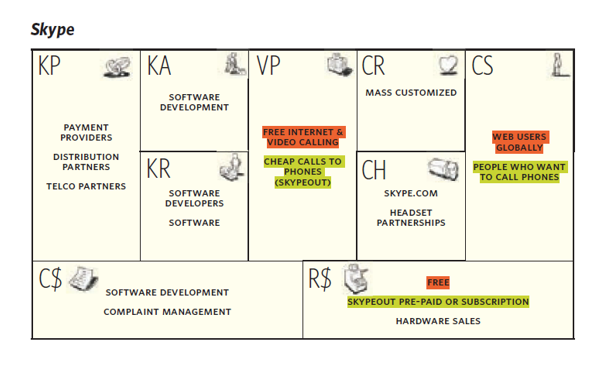 Skype
KP
PAYMENT
PROVIDERS
DISTRIBUTION
PARTNERS
TELCO PARTNERS
KA
SOFTWARE
DEVELOPMENT
KR
SOFTWARE
DEVELOPERS
SOFTWARE
VP
FREE INTERNET &
VIDEO CALLING
CHEAP CALLS TO
PHONES
(SKYPEOUT)
CR
MASS CUSTOMIZED
CH
SKYPE.COM
HEADSET
PARTNERSHIPS
CS
WEB USERS
GLOBALLY
PEOPLE WHO WANT
TO CALL PHONES
C$
SOFTWARE DEVELOPMENT
COMPLAINT MANAGEMENT
R$
FREE
SKYPEOUT PRE-PAID OR SUBSCRIPTION
HARDWARE SALES